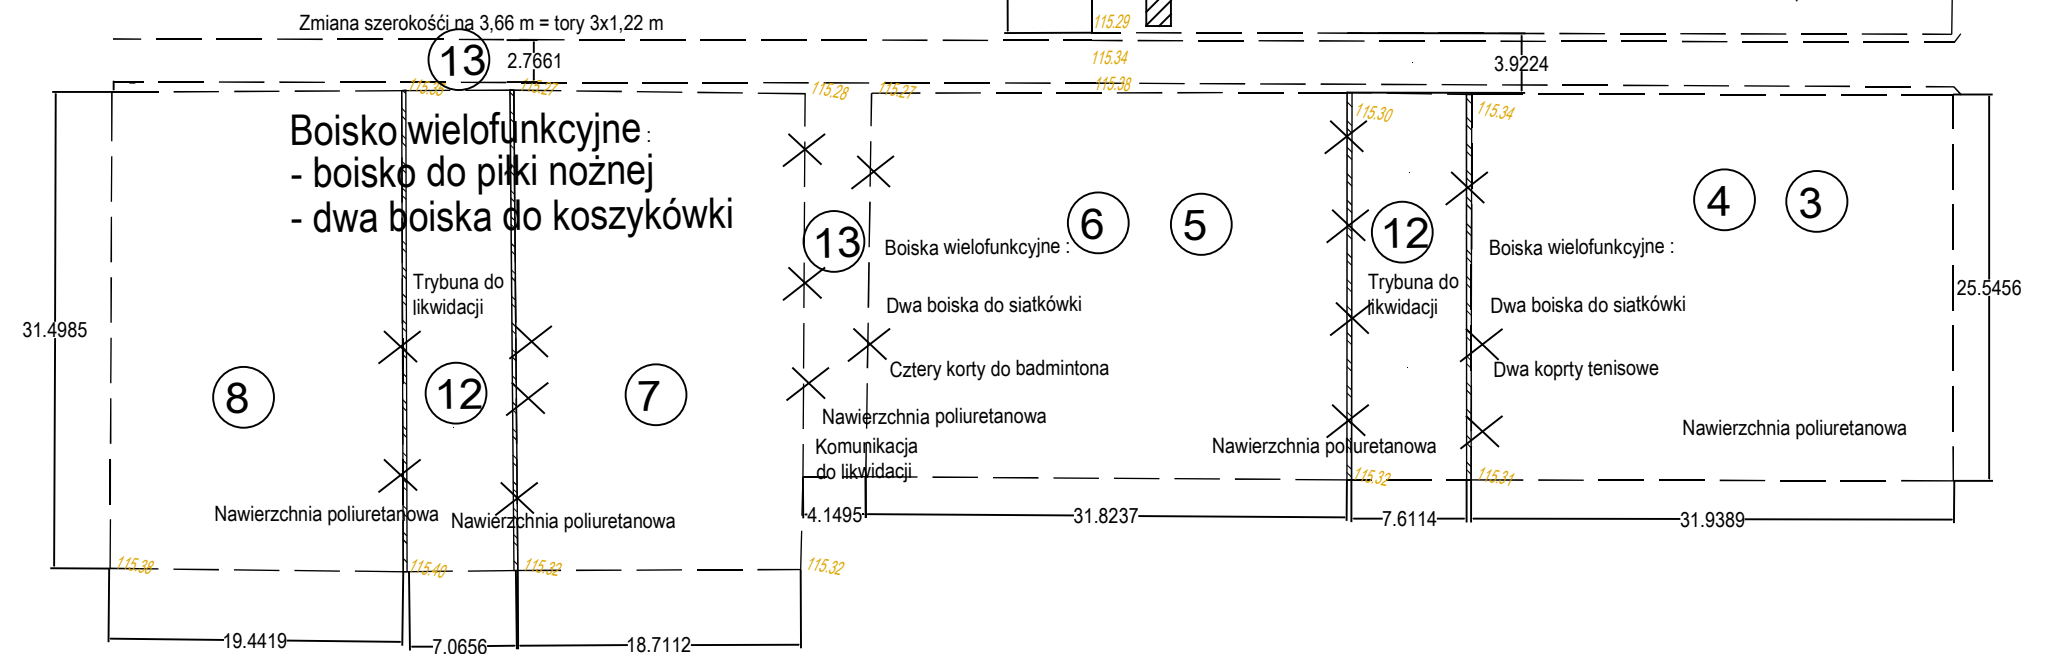 Zmiana szerokośći na 3,66 m = tory 3x1,22 m
115.29
13
2.7661
115.34
3.9224
115.38
115.27
115.28
115.27
115.38
115.30
115.34
Boisko wielofunkcyjne :
- boisko do piłki nożnej
- dwa boiska do koszykówki
6
5
4
3
13
12
Boiska wielofunkcyjne :
Boiska wielofunkcyjne :
Trybuna do
likwidacji
Trybuna do
likwidacji
Dwa boiska do siatkówki
Dwa boiska do siatkówki
25.5456
31.4985
Cztery korty do badmintona
Dwa koprty tenisowe
8
12
7
Nawierzchnia poliuretanowa
Nawierzchnia poliuretanowa
Nawierzchnia poliuretanowa
Komunikacja
do likwidacji
115.32
115.31
Nawierzchnia poliuretanowa
Nawierzchnia poliuretanowa
4.1495
31.8237
7.6114
31.9389
115.38
115.40
115.32
115.32
19.4419
7.0656
18.7112